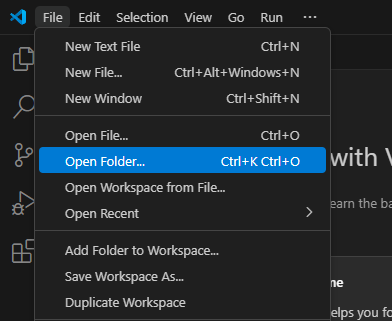 File Edit Selection View Go Run ...
New Text File Ctrl+N
New File... Ctrl+Alt+Windows+N
New Window Ctrl+Shift+N
Open File... Ctrl+O
Open Folder... Ctrl+K Ctrl+O
with
Open Workspace from File...
earn the ba
Open Recent
Add Folder to Workspace...
Save Workspace As...
me
Duplicate Workspace
elps you fo